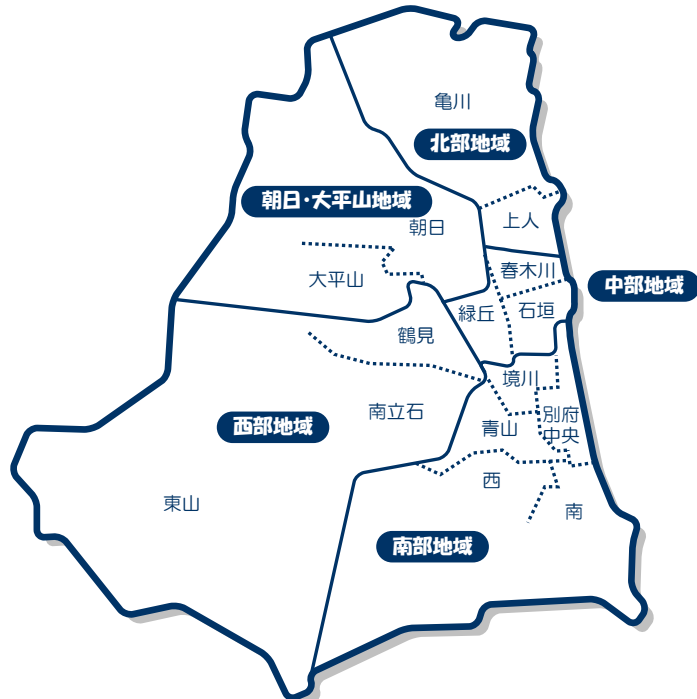 亀川
北部地域
朝日・大平山地域
上人
朝日
春木川
大平山
中部地域
緑丘
石垣
鶴見
境川
南立石
別府
中央
西部地域
青山
西
東山
南
南部地域